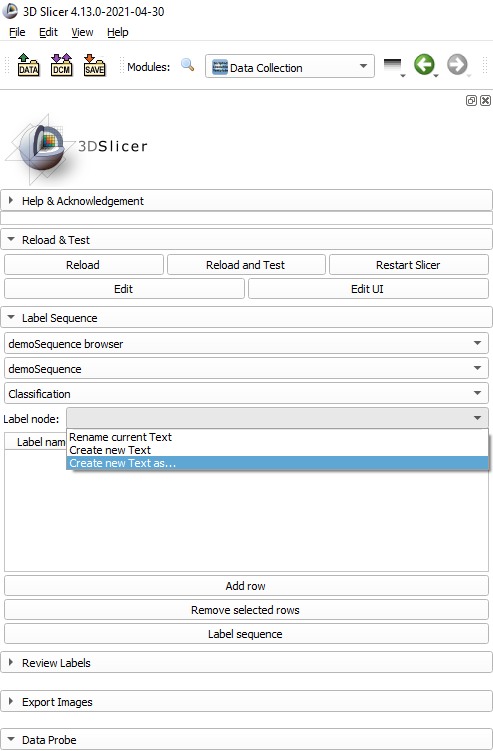 3D Slicer 4.13.0-2021-04-30
File Edit View Help
DATA DCM SAVE Modules: Data Collection
3DSlicer
Help & Acknowledgement
Reload & Test
Reload Reload and Test Restart Slicer
Edit Edit UI
Label Sequence
demoSequence browser
demoSequence
Classification
Label node:
Label nam
Rename current Text
Create new Text
Create new Text as...
Add row
Remove selected rows
Label sequence
Review Labels
Export Images
Data Probe